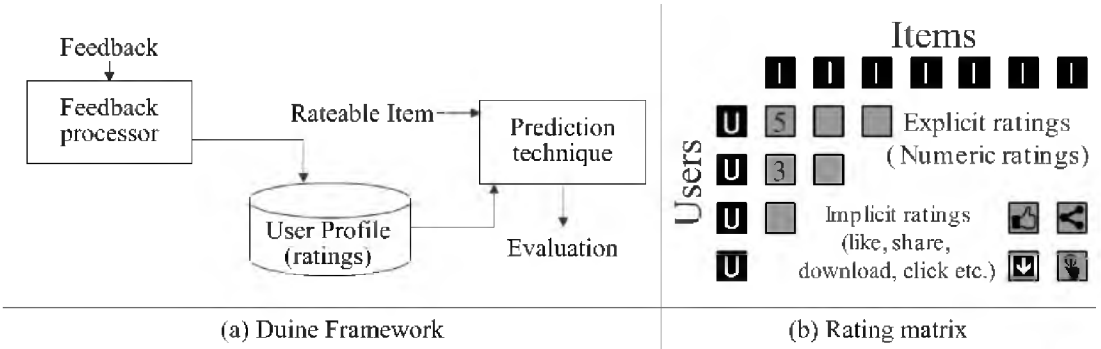 Feedback
Feedback
processor
Rateable Item
Prediction
technique
User Profile
(ratings)
Evaluation
(a) Duine Framework
Items
I I I I I I I
Users
U 5
U 3
U
U
Explicit ratings
( Numeric ratings)
Implicit ratings
(like, share,
download, click etc.)
(b) Rating matrix